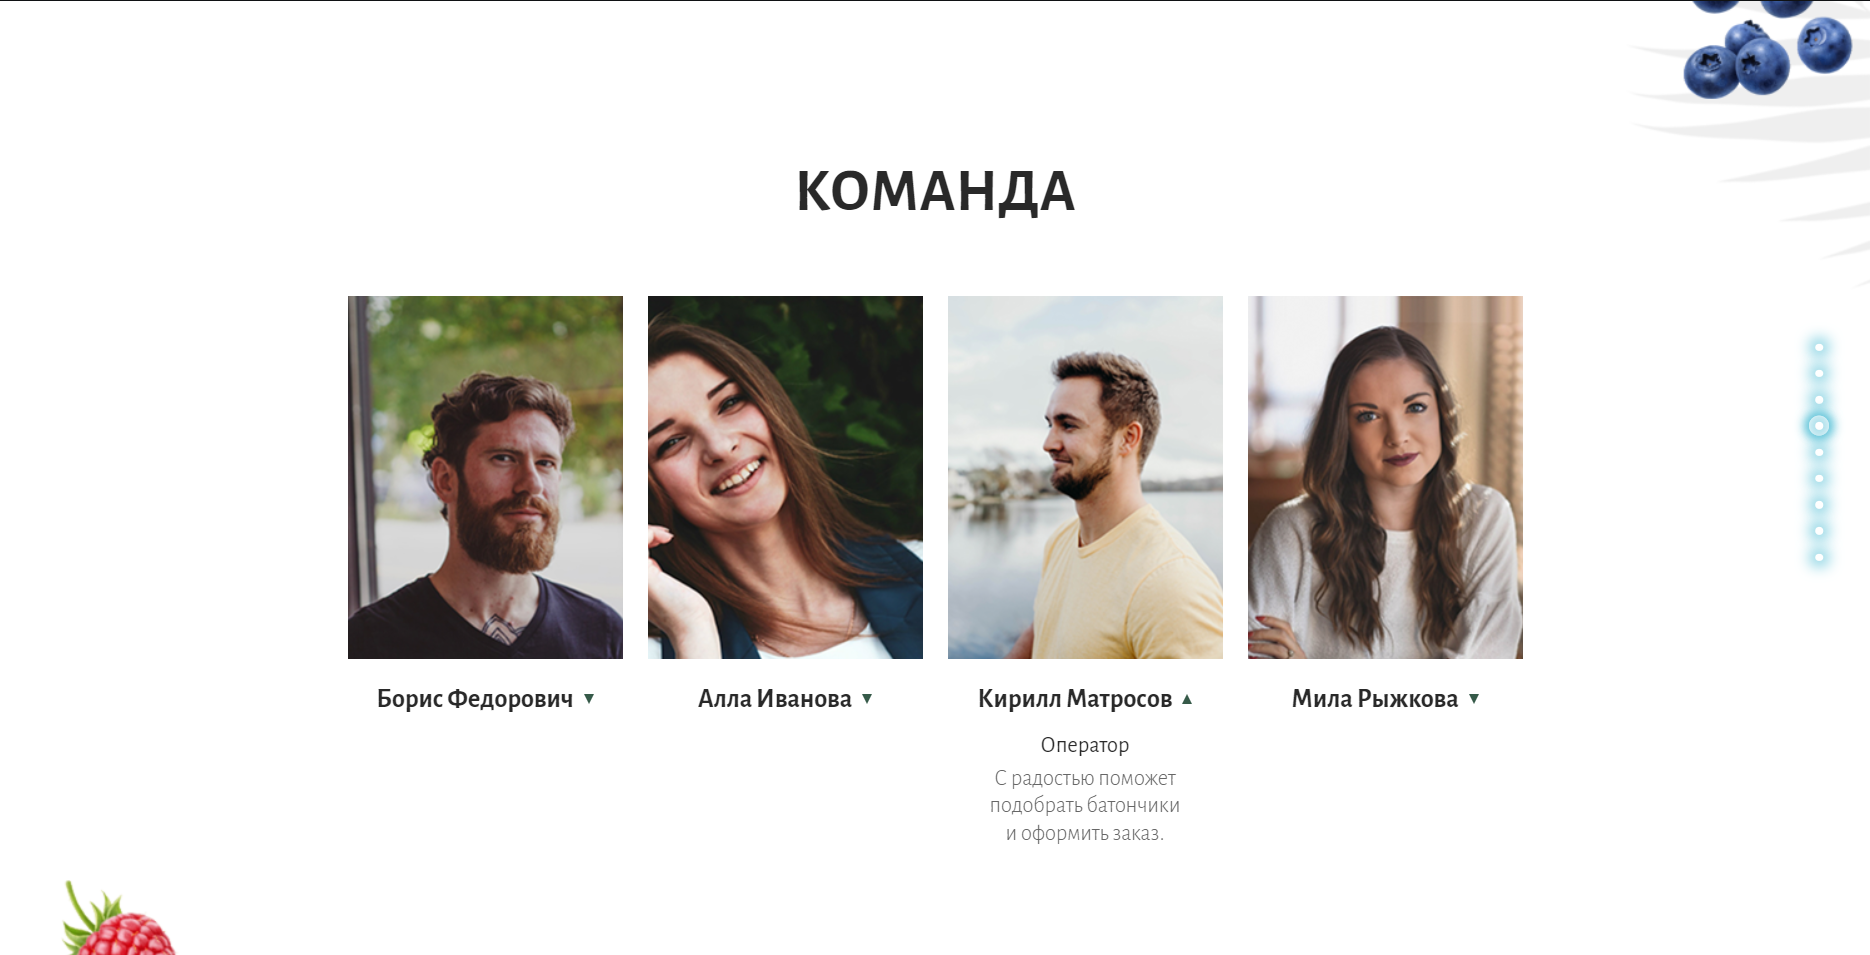 КОМАНДА
Борис Федорович ▼
Алла Иванова ▼
Кирилл Матросов ▲
Мила Рыжкова ▼
Оператор
С радостью поможет
подобрать батончики
и оформить заказ.